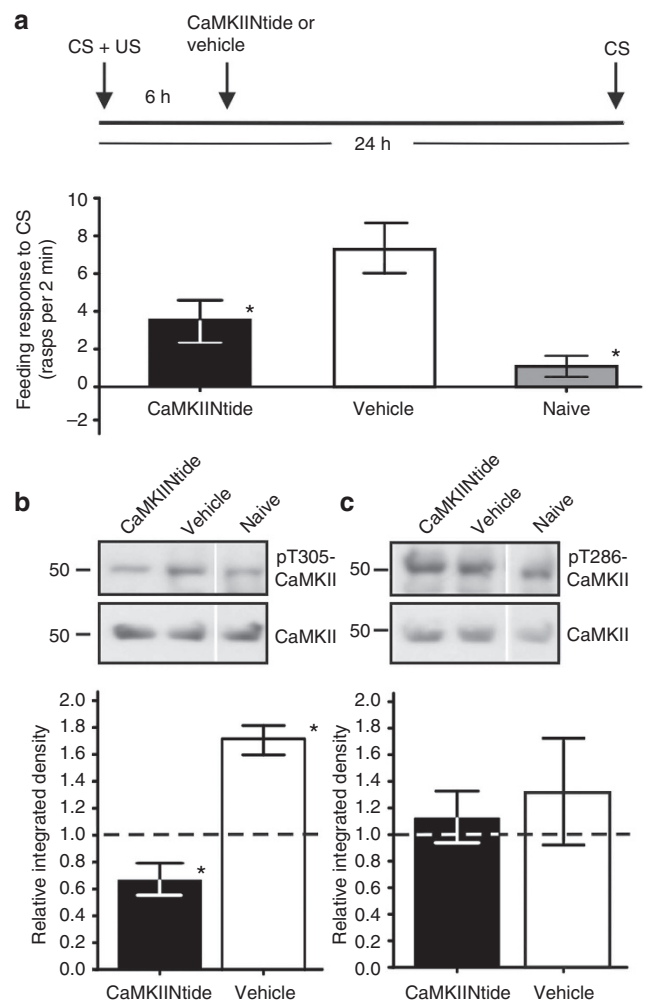 a
CaMKIINtide or
vehicle
CS + US
CS
6 h
24 h
Feeding response to CS
(rasps per 2 min)
10
8
6
4
2
0
−2
*
*
CaMKIINtide
Vehicle
Naive
b
CaMKIINtide
Vehicle
Naive
50
pT305-
CaMKII
50
CaMKII
Relative integrated density
2.0
1.8
1.6
1.4
1.2
1.0
0.8
0.6
0.4
0.2
0.0
*
*
CaMKIINtide
Vehicle
c
CaMKIINtide
Vehicle
Naive
50
pT286-
CaMKII
50
CaMKII
Relative integrated density
2.0
1.8
1.6
1.4
1.2
1.0
0.8
0.6
0.4
0.2
0.0
CaMKIINtide
Vehicle